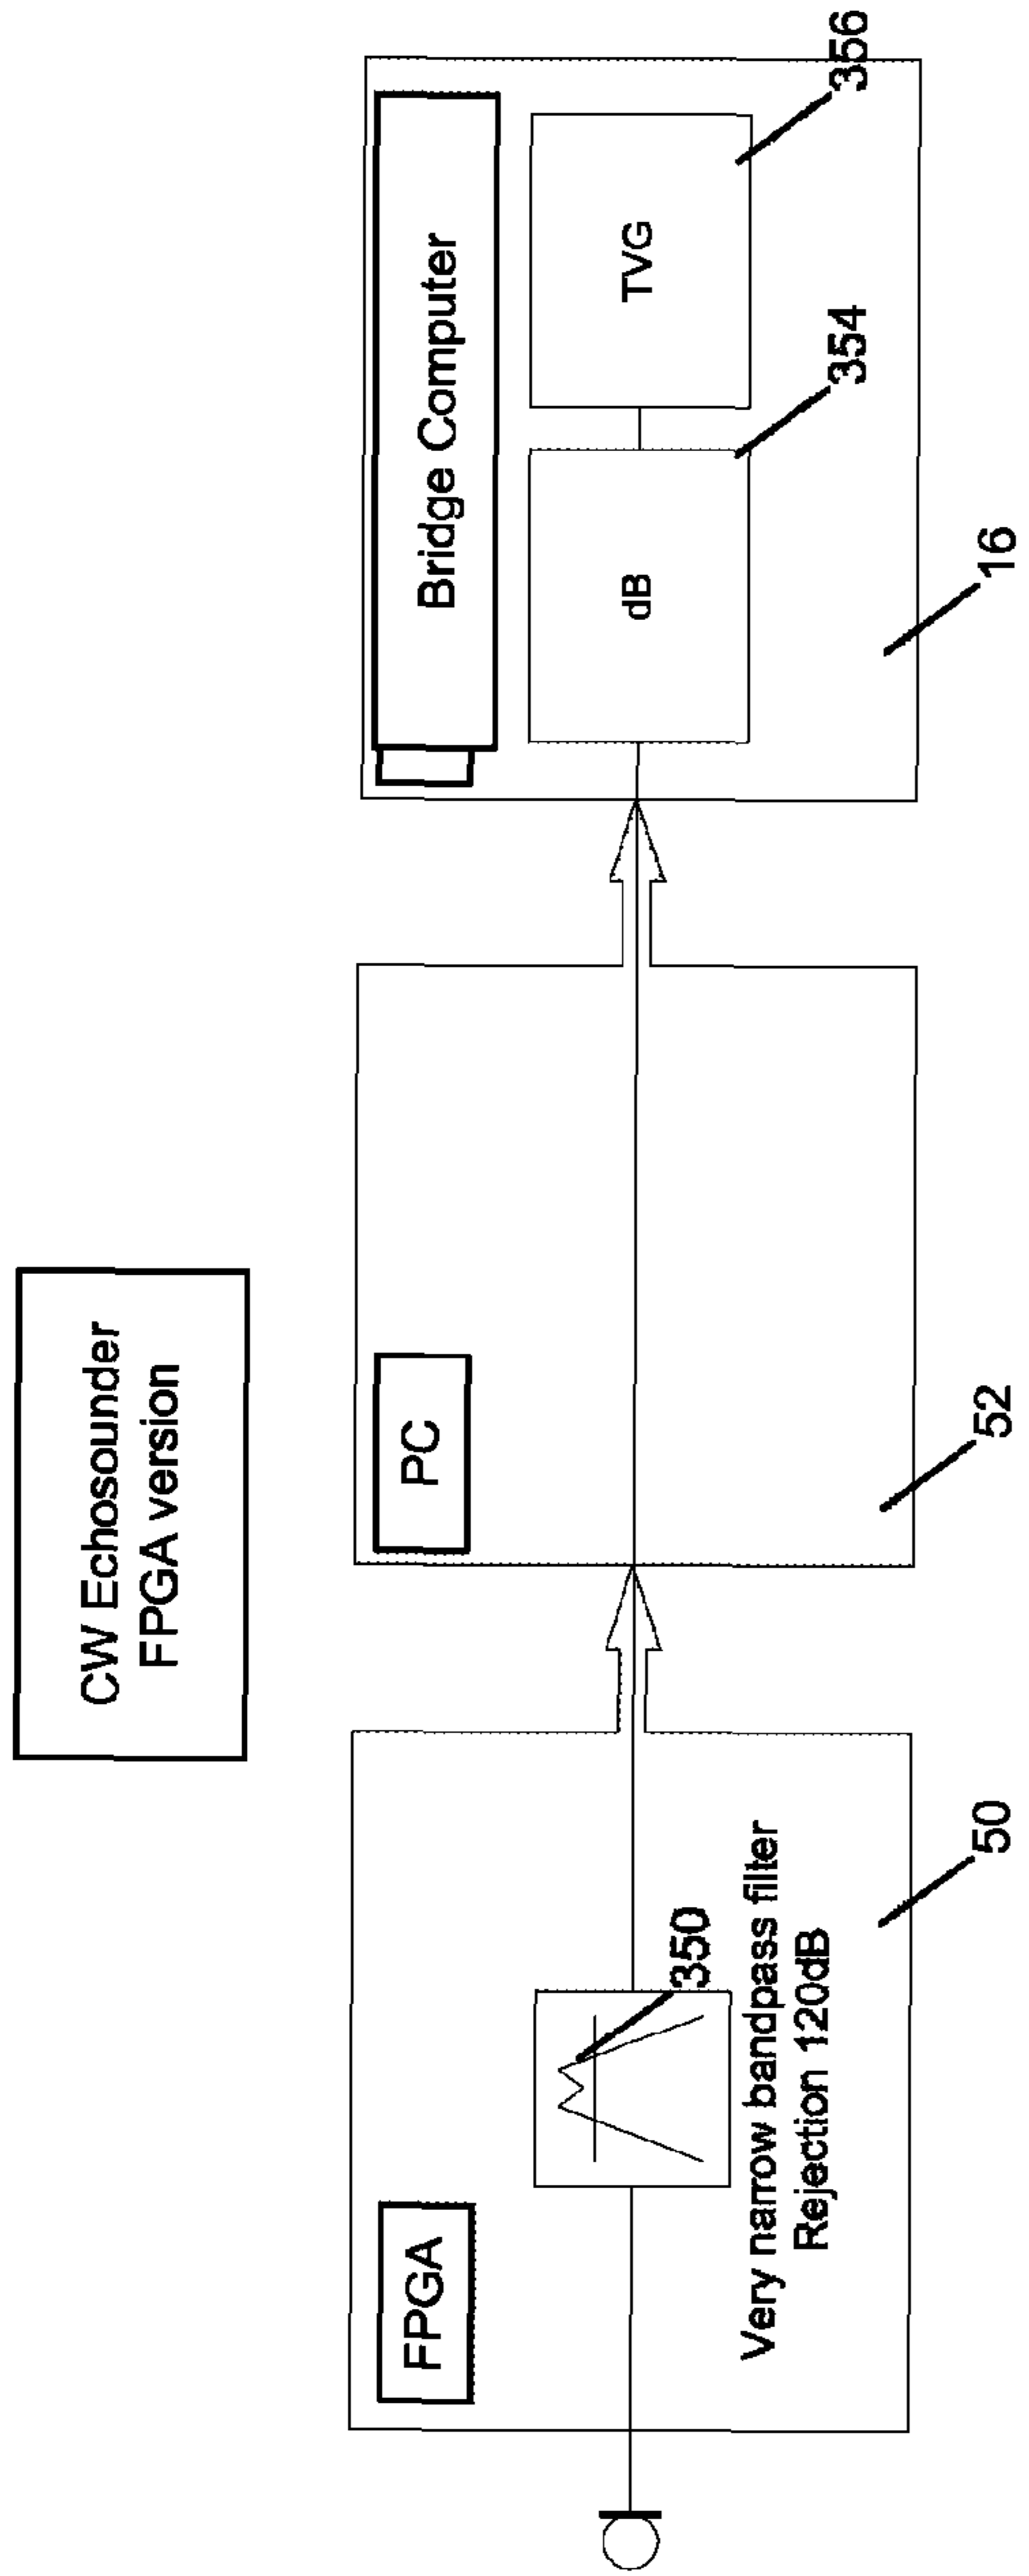 CW Echosounder
FPGA version
FPGA
350
Very narrow bandpass filter
Rejection 120dB
50
PC
52
Bridge Computer
dB
TVG
354
356
16